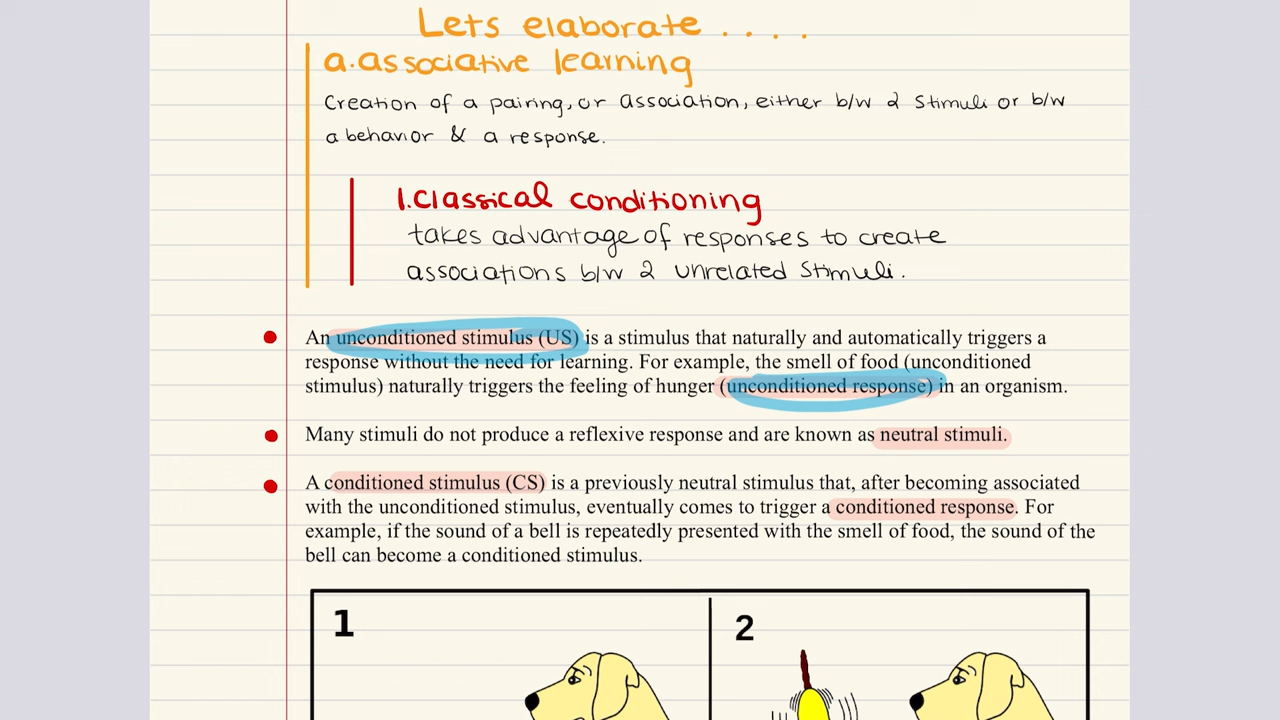 Lets elaborate ....
a. associative learning
Creation of a pairing, or association, either b/w 2 stimuli or b/w
a behavior & a response.
1. Classical conditioning
takes advantage of responses to create
associations b/w 2 unrelated stimuli.
An unconditioned stimulus (US) is a stimulus that naturally and automatically triggers a
response without the need for learning. For example, the smell of food (unconditioned
stimulus) naturally triggers the feeling of hunger (unconditioned response) in an organism.
Many stimuli do not produce a reflexive response and are known as neutral stimuli.
A conditioned stimulus (CS) is a previously neutral stimulus that, after becoming associated
with the unconditioned stimulus, eventually comes to trigger a conditioned response. For
example, if the sound of a bell is repeatedly presented with the smell of food, the sound of the
bell can become a conditioned stimulus.
1
2